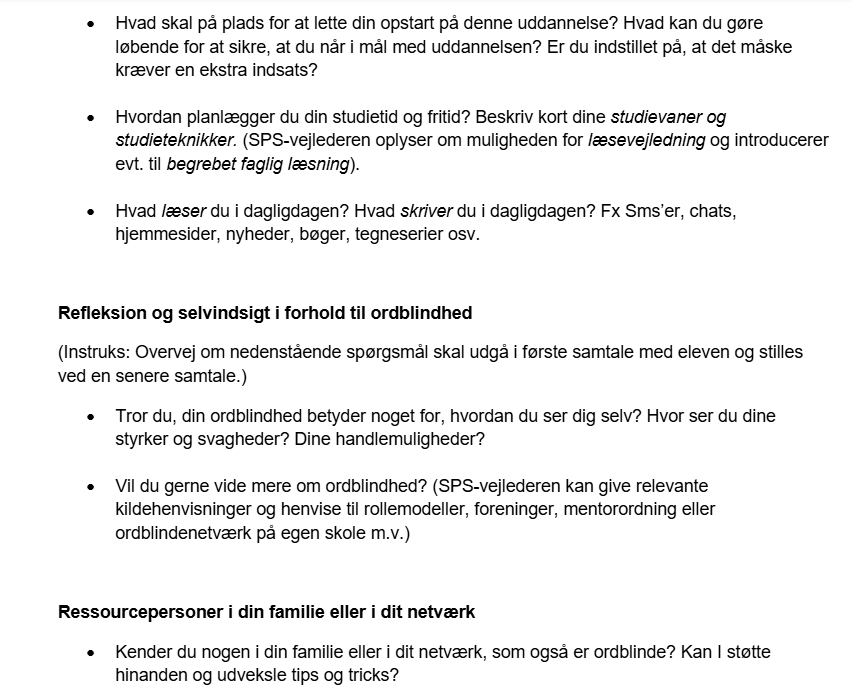 • Hvad skal på plads for at lette din opstart på denne uddannelse? Hvad kan du gøre
løbende for at sikre, at du når i mål med uddannelsen? Er du indstillet på, at det måske
kræver en ekstra indsats?
• Hvordan planlægger du din studietid og fritid? Beskriv kort dine studievaner og
studieteknikker. (SPS-vejlederen oplyser om muligheden for læsevejledning og introducerer
evt. til begrebet faglig læsning).
• Hvad læser du i dagligdagen? Hvad skriver du i dagligdagen? Fx Sms’er, chats,
hjemmesider, nyheder, bøger, tegneserier osv.
Refleksion og selvindsigt i forhold til ordblindhed
(Instruks: Overvej om nedenstående spørgsmål skal udgå i første samtale med eleven og stilles
ved en senere samtale.)
• Tror du, din ordblindhed betyder noget for, hvordan du ser dig selv? Hvor ser du dine
styrker og svagheder? Dine handlemuligheder?
• Vil du gerne vide mere om ordblindhed? (SPS-vejlederen kan give relevante
kildehenvisninger og henvise til rollemodeller, foreninger, mentorordning eller
ordblindenetværk på egen skole m.v.)
Ressourcepersoner i din familie eller i dit netværk
• Kender du nogen i din familie eller i dit netværk, som også er ordblinde? Kan I støtte
hinanden og udveksle tips og tricks?